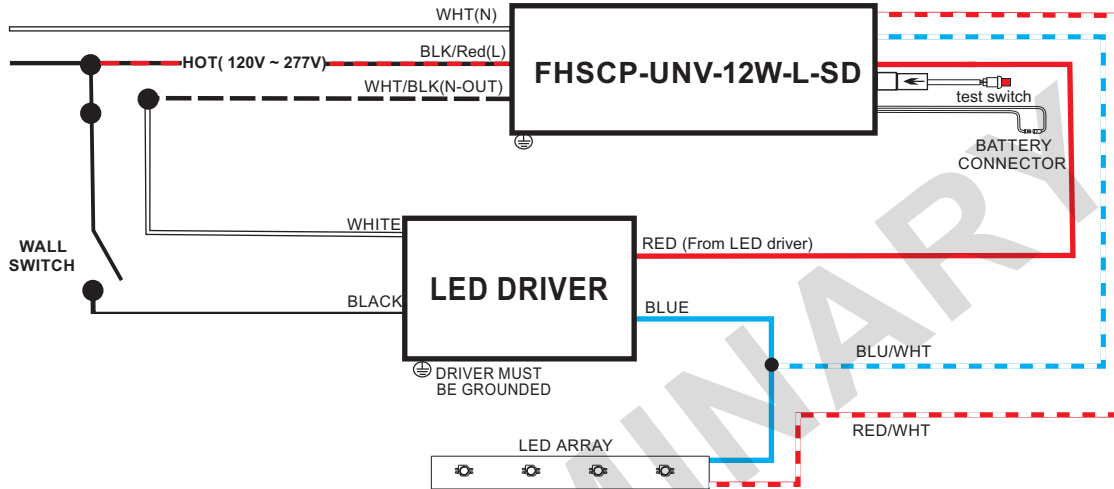 WHT(N)
HOT( 120V ~ 277V)
BLK/Red(L)
WHT/BLK(N-OUT)
FHSCP-UNV-12W-L-SD
test switch
BATTERY
CONNECTOR
WALL
SWITCH
WHITE
BLACK
LED DRIVER
RED (From LED driver)
BLUE
DRIVER MUST
BE GROUNDED
BLU/WHT
RED/WHT
LED ARRAY